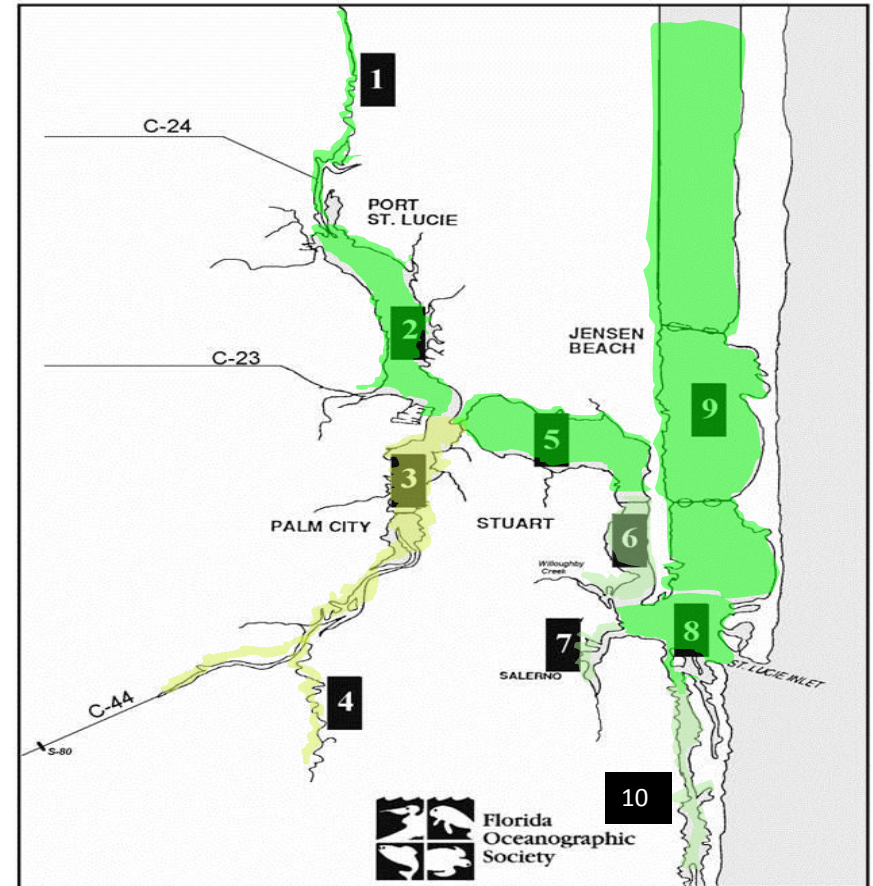 1
C-24
PORT
ST. LUCIE
2
JENSEN
BEACH
C-23
9
5
3
PALM CITY
STUART
6
Willoughby
Creek
7
8
SALERNO
ST. LUCIE INLET
C-44
4
S-80
10
Florida
Oceanographic
Society